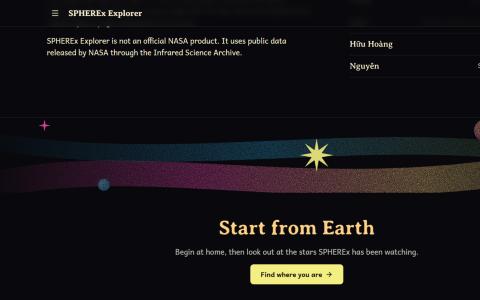 SPHEREx Explorer
SPHEREx Explorer is not an official NASA product. It uses public data
released by NASA through the Infrared Science Archive.
Hữu Hoàng
Nguyễn
Start from Earth
Begin at home, then look out at the stars SPHEREx has been watching.
Find where you are →